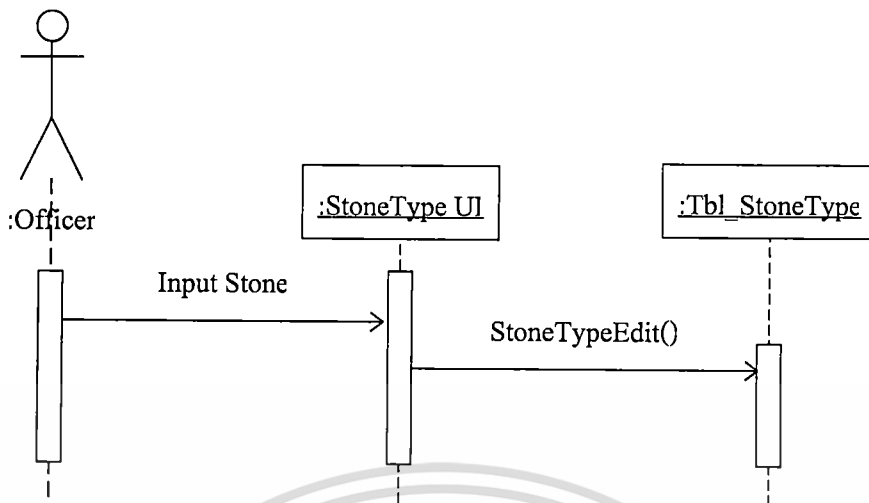 :Officer
:StoneType UI
:Tbl_StoneType
Input Stone
StoneTypeEdit()